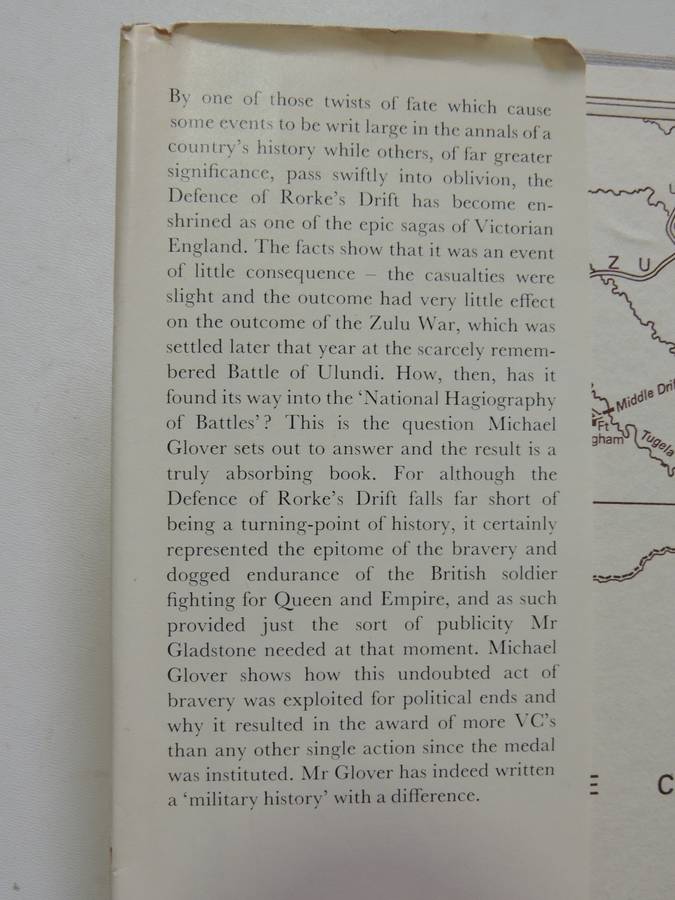 By one of those twists of fate which cause
some events to be writ large in the annals of a
country's history while others, of far greater
significance, pass swiftly into oblivion, the
Defence of Rorke's Drift has become en-
shrined as one of the epic sagas of Victorian
England. The facts show that it was an event
of little consequence – the casualties were
slight and the outcome had very little effect
on the outcome of the Zulu War, which was
settled later that year at the scarcely remem-
bered Battle of Ulundi. How, then, has it
found its way into the 'National Hagiography
of Battles'? This is the question Michael
Glover sets out to answer and the result is a
truly absorbing book. For although the
Defence of Rorke's Drift falls far short of
being a turning-point of history, it certainly
represented the epitome of the bravery and
dogged endurance of the British soldier
fighting for Queen and Empire, and as such
provided just the sort of publicity Mr
Gladstone needed at that moment. Michael
Glover shows how this undoubted act of
bravery was exploited for political ends and
why it resulted in the award of more VC's
than any other single action since the medal
was instituted. Mr Glover has indeed written
a 'military history' with a difference.
Z U
Middle Drif
Ft
gham
Tugela
C